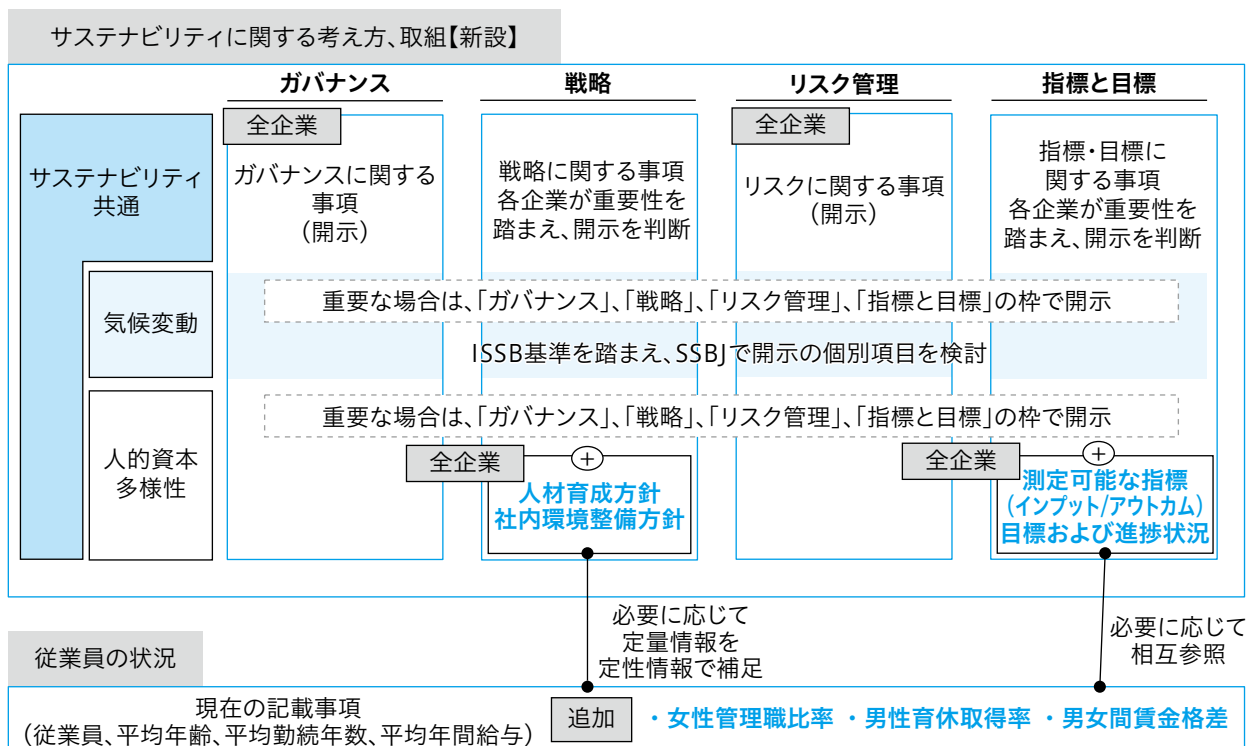 サステナビリティに関する考え方、取組【新設】
ガバナンス
戦略
リスク管理
指標と目標
サステナビリティ
共通
全企業
ガバナンスに関する
事項
(開示)
戦略に関する事項
各企業が重要性を
踏まえ、開示を判断
全企業
リスクに関する事項
(開示)
指標・目標に
関する事項
各企業が重要性を
踏まえ、開示を判断
気候変動
重要な場合は、「ガバナンス」、「戦略」、「リスク管理」、「指標と目標」の枠で開示
ISSB基準を踏まえ、SSBJで開示の個別項目を検討
人的資本
多様性
重要な場合は、「ガバナンス」、「戦略」、「リスク管理」、「指標と目標」の枠で開示
全企業
+
人材育成方針
社内環境整備方針
全企業
+
測定可能な指標
(インプット/アウトカム)
目標および進捗状況
必要に応じて
定量情報を
定性情報で補足
必要に応じて
相互参照
従業員の状況
現在の記載事項
(従業員、平均年齢、平均勤続年数、平均年間給与)
追加
・女性管理職比率 ・男性育休取得率 ・男女間賃金格差